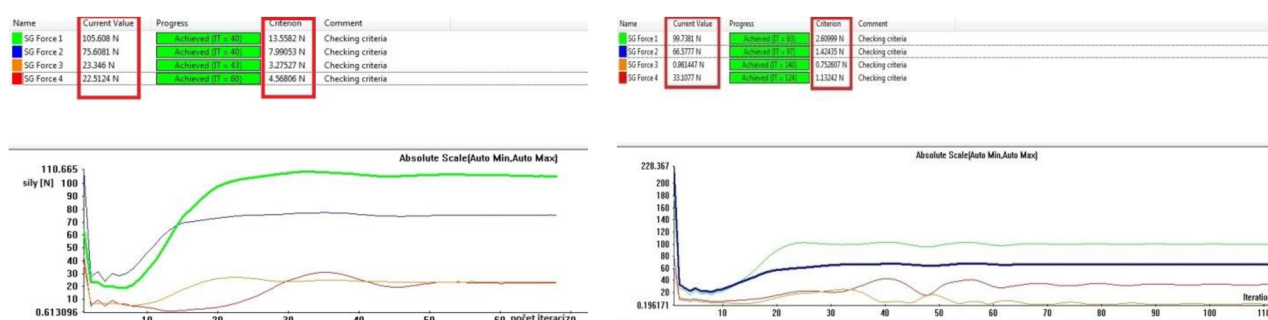 Name Current Value Progress Criterion Comment
SG Force 1 105.608 N Achieved (IT = 40) 13.5582 N Checking criteria
SG Force 2 75.6081 N Achieved (IT = 40) 7.99053 N Checking criteria
SG Force 3 23.346 N Achieved (IT = 43) 3.27527 N Checking criteria
SG Force 4 22.5124 N Achieved (IT = 60) 4.56806 N Checking criteria
Absolute Scale(Auto Min,Auto Max)
110.665
sily [N] 100
90
80
70
60
50
40
30
20
10
0.613096
10 20 30 40 50 60 počet iterací70
Name Current Value Progress Criterion Comment
SG Force 1 99.7381 N Achieved (IT = 93) 2.60999 N Checking criteria
SG Force 2 66.5777 N Achieved (IT = 97) 1.42435 N Checking criteria
SG Force 3 0.961447 N Achieved (IT = 140) 0.752607 N Checking criteria
SG Force 4 33.1077 N Achieved (IT = 124) 1.13242 N Checking criteria
Absolute Scale(Auto Min,Auto Max)
228.367
200
180
160
140
120
100
80
60
40
20
0.196171
Iteratio
10 20 30 40 50 60 70 80 90 100 110